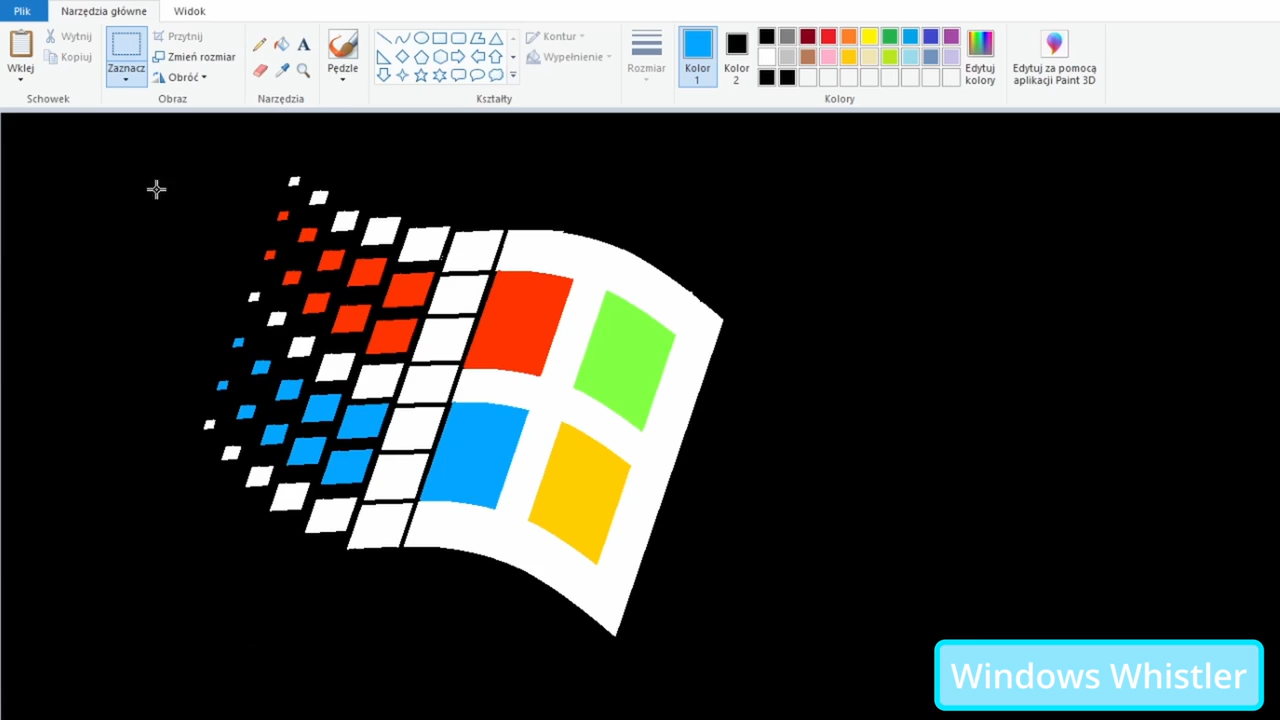 Plik Narzędzia główne Widok
Wklej
Wytnij
Kopiuj
Schowek
Zaznacz
Przytnij
Zmień rozmiar
Obróć
Obraz
A
Narzędzia
Pędzle
Kontur
Wypełnienie
Kształty
Rozmiar
Kolor
1
Kolor
2
Edytuj
kolory
Kolory
Edytuj za pomocą
aplikacji Paint 3D
Windows Whistler